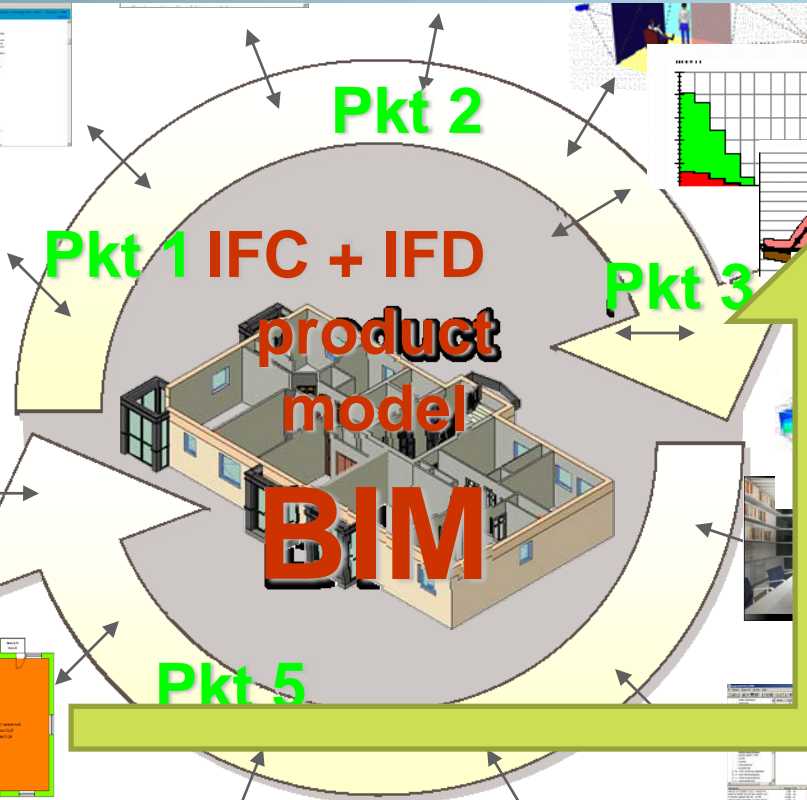 Pkt 2
Pkt 1
IFC + IFD
Pkt 3
product
model
BIM
Pkt 5